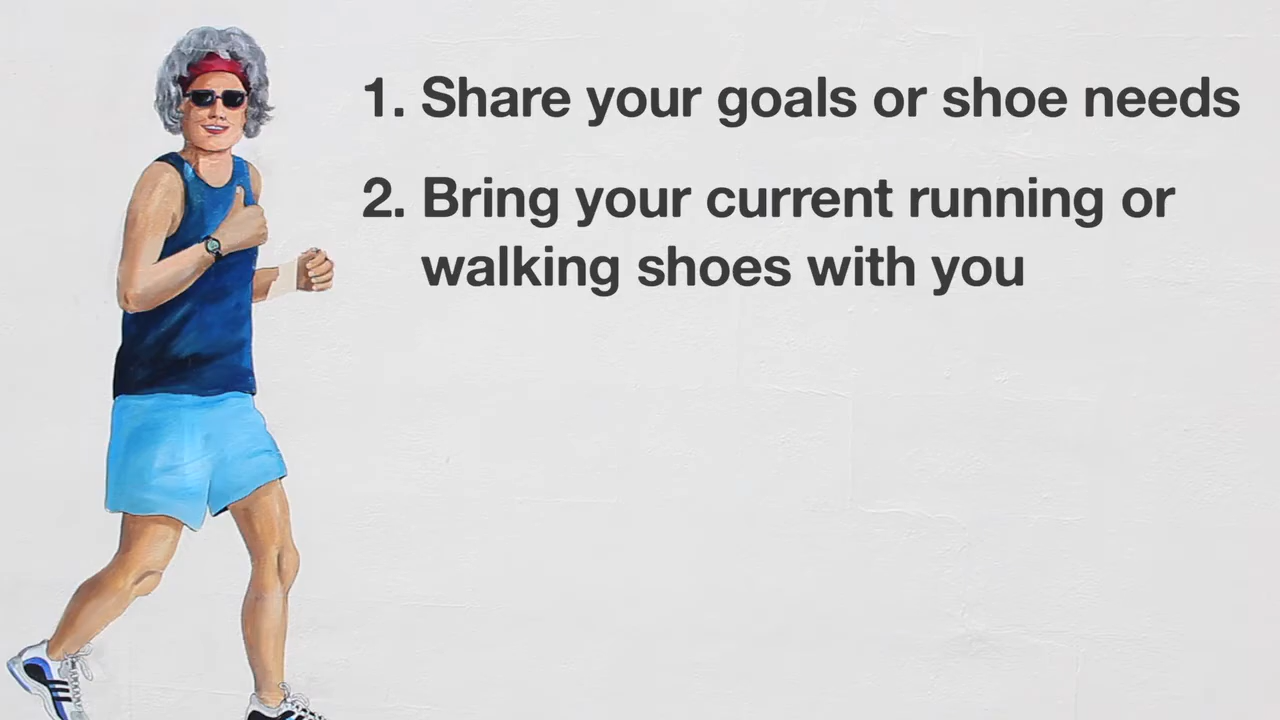 1. Share your goals or shoe needs
2. Bring your current running or
walking shoes with you